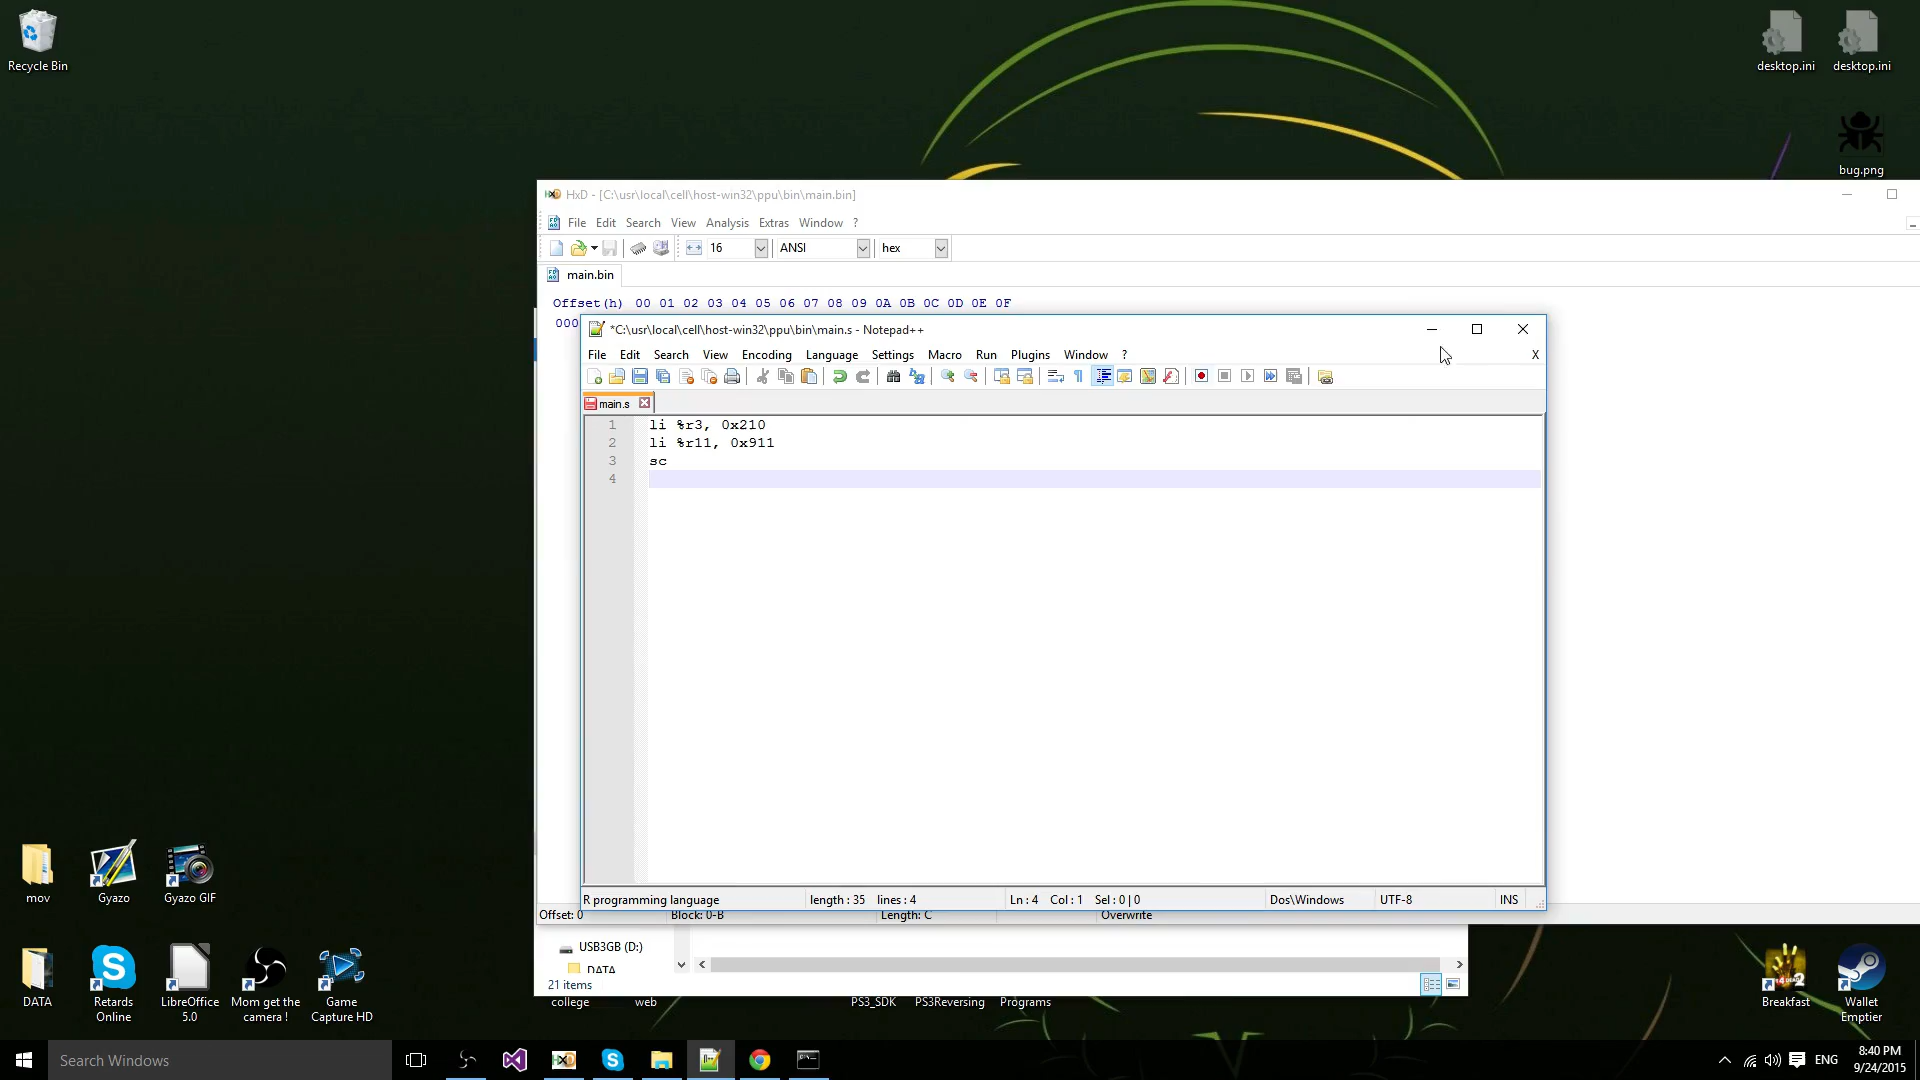 Recycle Bin
desktop.ini
desktop.ini
bug.png
HxD - [C:\usr\local\cell\host-win32\ppu\bin\main.bin]
File Edit Search View Analysis Extras Window ?
16 ANSI hex
main.bin
Offset(h) 00 01 02 03 04 05 06 07 08 09 0A 0B 0C 0D 0E 0F
000
*C:\usr\local\cell\host-win32\ppu\bin\main.s - Notepad++
File Edit Search View Encoding Language Settings Macro Run Plugins Window ? X
main.s
1 li %r3, 0x210
2 li %r11, 0x911
3 sc
4
R programming language length : 35 lines : 4 Ln : 4 Col : 1 Sel : 0 | 0 Dos\Windows UTF-8 INS
Offset: 0 Block: 0-B Length: C Overwrite
USB3GB (D:)
DATA
21 items
college web PS3_SDK PS3Reversing Programs
mov Gyazo Gyazo GIF
DATA
Retards
Online
LibreOffice
5.0
Mom get the
camera !
Game
Capture HD
Breakfast
Wallet
Emptier
Search Windows
ENG
8:40 PM
9/24/2015